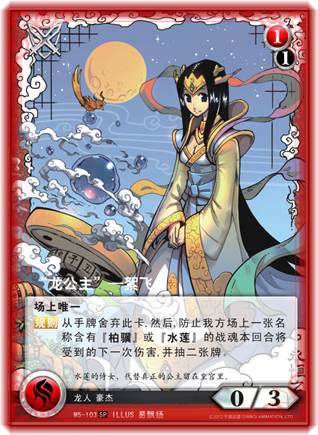 1
1
“龙公主”—絮飞
场上唯一
规则 从手牌舍弃此卡,然后,防止我方场上一张名
称含有『柏骥』或『水莲』的战魂本回合将
受到的下一次伤害,并抽二张牌。
水莲的侍女,代替真正的公主留在皇宫里。
龙人 豪杰
0 / 3
M5-103 SP ILLUS 易飘扬